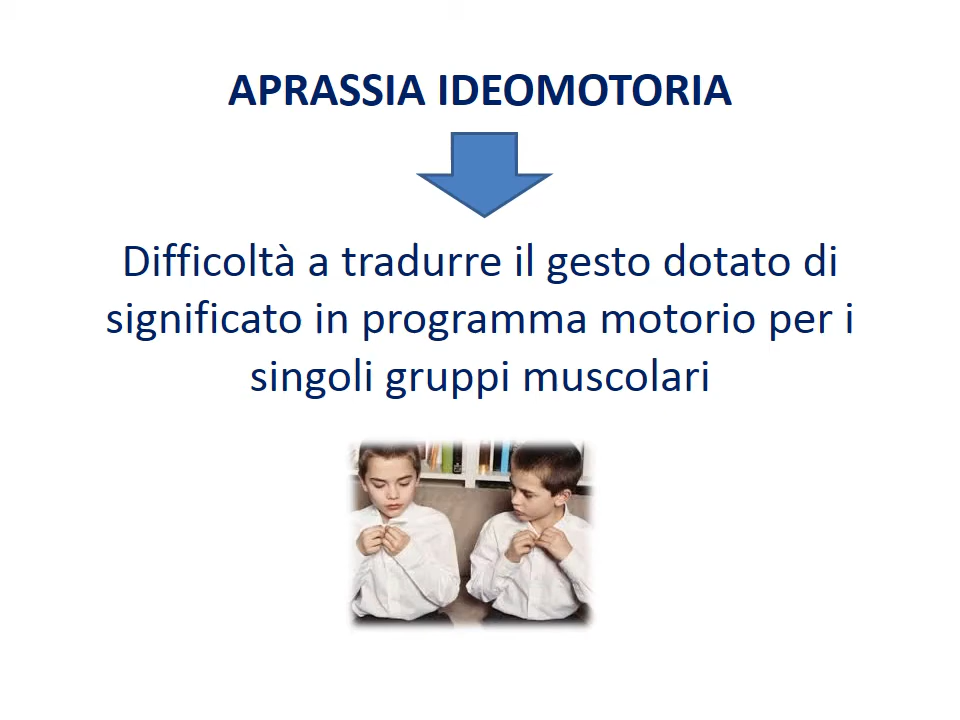 APRASSIA IDEOMOTORIA
Difficoltà a tradurre il gesto dotato di
significato in programma motorio per i
singoli gruppi muscolari